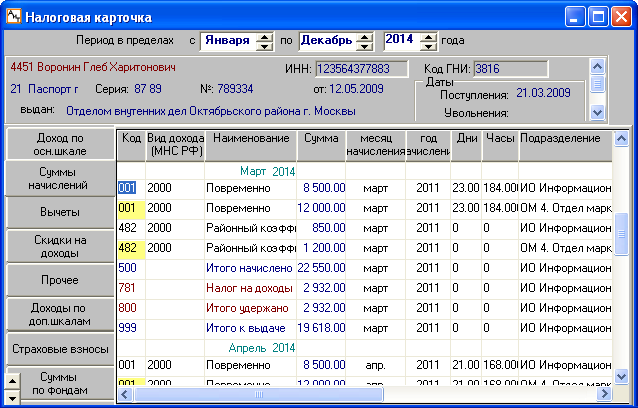 Налоговая карточка
Период в пределах с Января по Декабрь 2014 года
4451 Воронин Глеб Харитонович ИНН: 123564377883 Код ГНИ: 3816
21 Паспорт г Серия: 87 89 №: 789334 от: 12.05.2009
Даты
Поступления: 21.03.2009
Увольнения:
выдан: Отделом внутенних дел Октябрьского района г. Москвы
Доход по осн.шкале
Суммы начислений
Вычеты
Скидки на доходы
Прочее
Доходы по доп.шкалам
Страховые взносы
Суммы по фондам
Код Вид дохода (МНС РФ) Наименование Сумма месяц начисления год ачислени Дни Часы Подразделение
Март 2014
001 2000 Повременно 8 500.00 март 2011 23.00 184.00 ИО Информацион
001 2000 Повременно 12 000.00 март 2011 23.00 184.00 ОМ 4. Отдел марк
482 2000 Районный коэфф 850.00 март 2011 0 0 ИО Информацион
482 2000 Районный коэфф 1 200.00 март 2011 0 0 ОМ 4. Отдел марк
500 Итого начислено 22 550.00 март 2011 0 0 ИО Информацион
781 Налог на доходы 2 932.00 март 2011 0 0 ИО Информацион
800 Итого удержано 2 932.00 март 2011 0 0 ИО Информацион
999 Итого к выдаче 19 618.00 март 2011 0 0 ИО Информацион
Апрель 2014
001 2000 Повременно 8 500.00 апр. 2011 21.00 168.00 ИО Информацион
001 2000 Повременно 12 000.00 апр. 2011 21.00 168.00 ОМ 4. Отдел марк